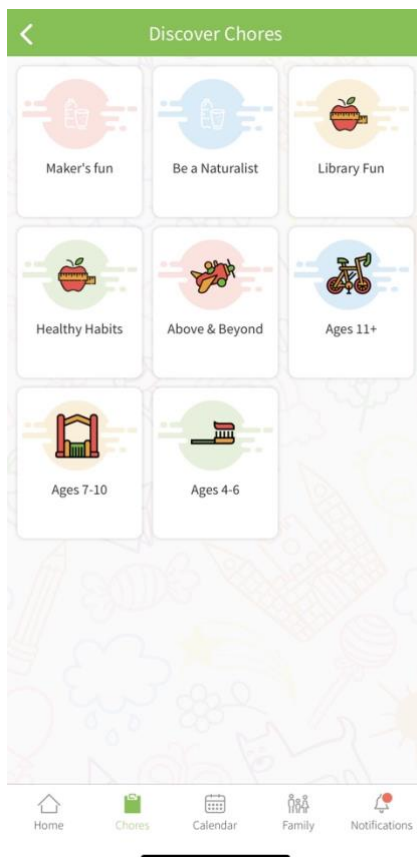 Discover Chores
Maker's fun
Be a Naturalist
Library Fun
Healthy Habits
Above & Beyond
Ages 11+
Ages 7-10
Ages 4-6
Home
Chores
Calendar
Family
Notifications